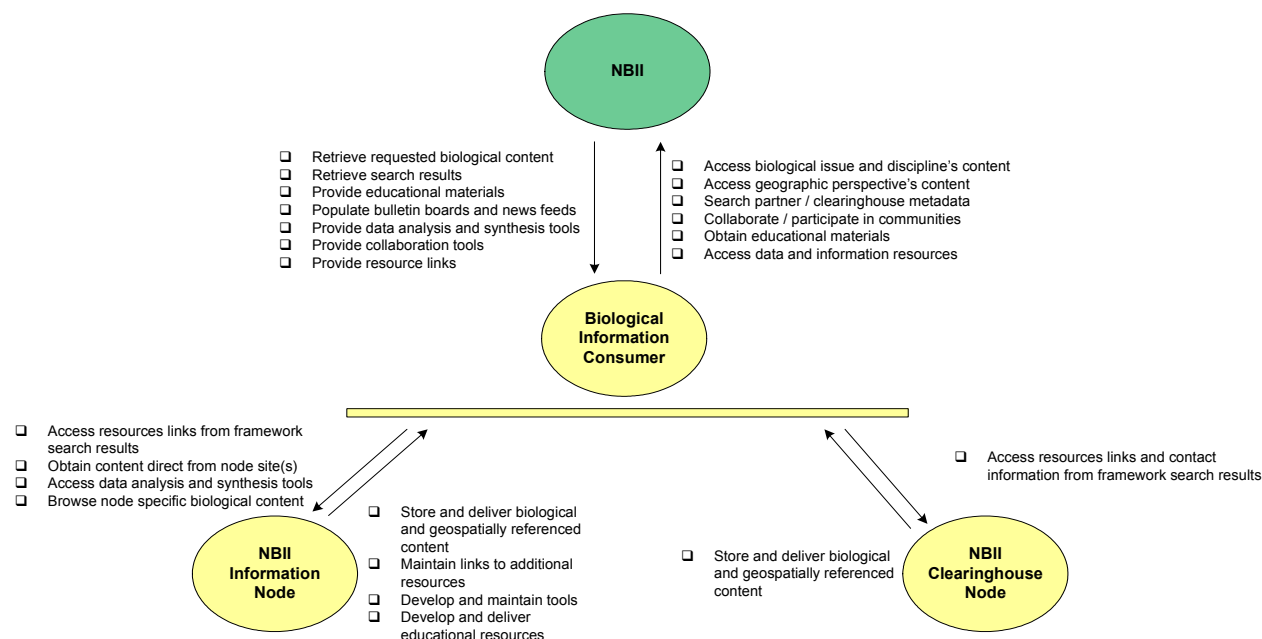 NBII
Retrieve requested biological content
Retrieve search results
Provide educational materials
Populate bulletin boards and news feeds
Provide data analysis and synthesis tools
Provide collaboration tools
Provide resource links
Access biological issue and discipline's content
Access geographic perspective's content
Search partner / clearinghouse metadata
Collaborate / participate in communities
Obtain educational materials
Access data and information resources
Biological
Information
Consumer
Access resources links from framework
search results
Obtain content direct from node site(s)
Access data analysis and synthesis tools
Browse node specific biological content
Access resources links and contact
information from framework search results
NBII
Information
Node
Store and deliver biological
and geospatially referenced
content
Maintain links to additional
resources
Develop and maintain tools
Develop and deliver
educational resources
Store and deliver biological
and geospatially referenced
content
NBII
Clearinghouse
Node